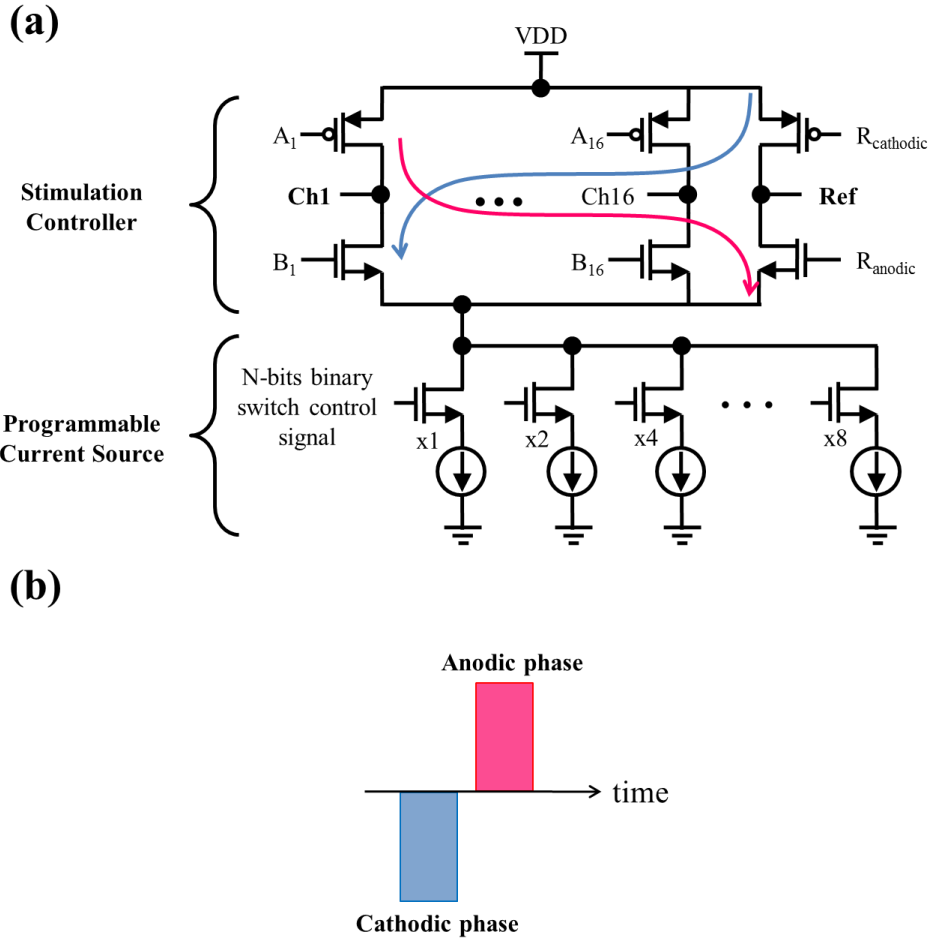 (a)
VDD
A1
A16
Rcathodic
Stimulation
Controller
Ch1
Ch16
Ref
B1
B16
Ranodic
N-bits binary
switch control
signal
Programmable
Current Source
x1
x2
x4
x8
(b)
Anodic phase
time
Cathodic phase